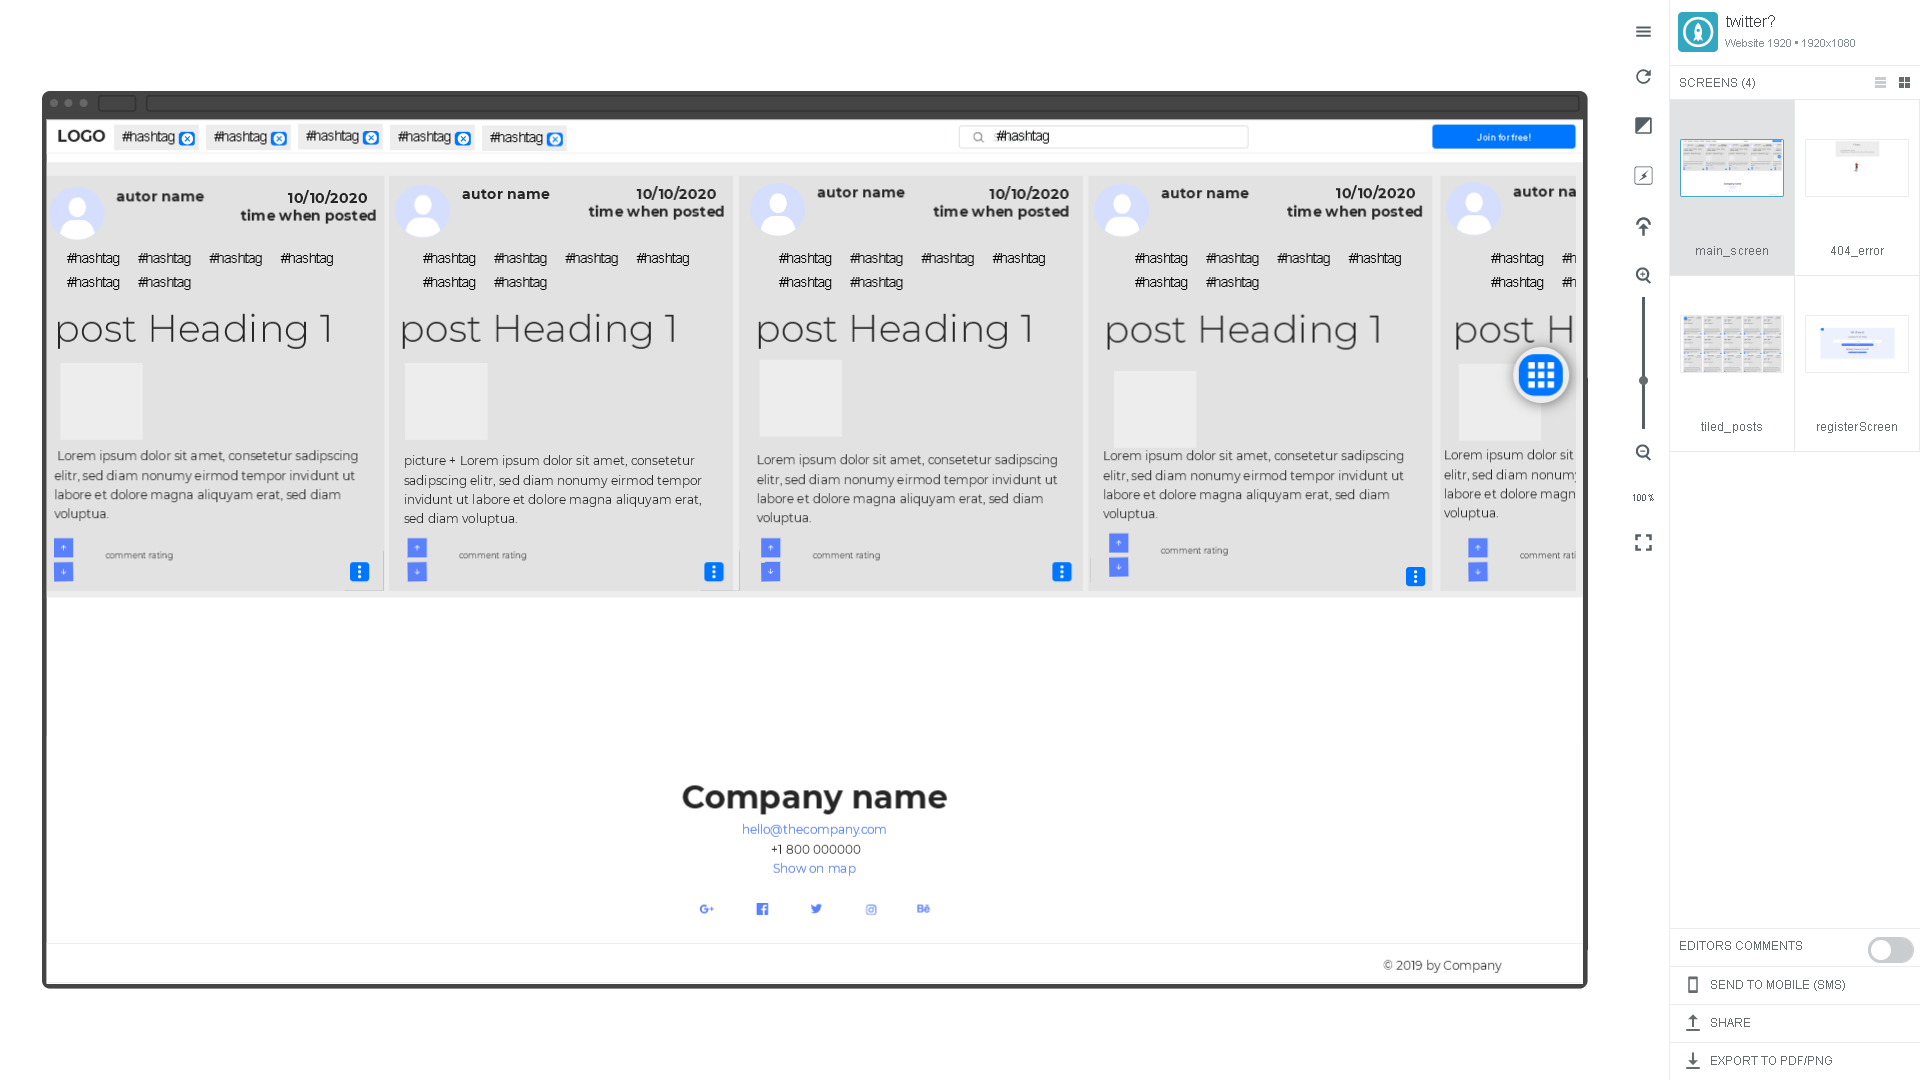 LOGO #hashtag #hashtag #hashtag #hashtag #hashtag #hashtag Join for free!
autor name 10/10/2020
time when posted
#hashtag #hashtag #hashtag #hashtag
#hashtag #hashtag
post Heading 1
Lorem ipsum dolor sit amet, consetetur sadipscing
elitr, sed diam nonumy eirmod tempor invidunt ut
labore et dolore magna aliquyam erat, sed diam
voluptua.
comment rating
autor name 10/10/2020
time when posted
#hashtag #hashtag #hashtag #hashtag
#hashtag #hashtag
post Heading 1
picture + Lorem ipsum dolor sit amet, consetetur
sadipscing elitr, sed diam nonumy eirmod tempor
invidunt ut labore et dolore magna aliquyam erat,
sed diam voluptua.
comment rating
autor name 10/10/2020
time when posted
#hashtag #hashtag #hashtag #hashtag
#hashtag #hashtag
post Heading 1
Lorem ipsum dolor sit amet, consetetur sadipscing
elitr, sed diam nonumy eirmod tempor invidunt ut
labore et dolore magna aliquyam erat, sed diam
voluptua.
comment rating
autor name 10/10/2020
time when posted
#hashtag #hashtag #hashtag #hashtag
#hashtag #hashtag
post Heading 1
Lorem ipsum dolor sit amet, consetetur sadipscing
elitr, sed diam nonumy eirmod tempor invidunt ut
labore et dolore magna aliquyam erat, sed diam
voluptua.
comment rating
autor na
#hashtag #h
#hashtag #h
post H
Lorem ipsum dolor sit
elitr, sed diam nonumy
labore et dolore magn
voluptua.
comment rati
Company name
hello@thecompany.com
+1 800 000000
Show on map
G+ Bē
© 2019 by Company
100%
twitter?
Website 1920 • 1920x1080
SCREENS (4)
main_screen 404_error
tiled_posts registerScreen
EDITORS COMMENTS
SEND TO MOBILE (SMS)
SHARE
EXPORT TO PDF/PNG